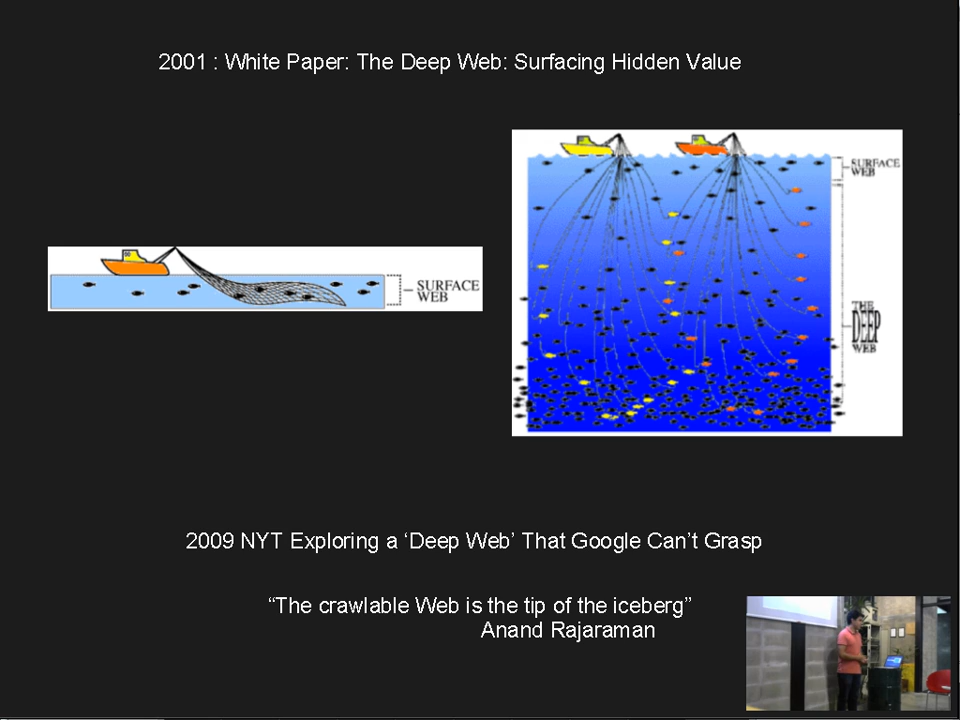 2001 : White Paper: The Deep Web: Surfacing Hidden Value
SURFACE
WEB
SURFACE
WEB
THE
DEEP
WEB
2009 NYT Exploring a ‘Deep Web’ That Google Can’t Grasp
“The crawlable Web is the tip of the iceberg”
Anand Rajaraman